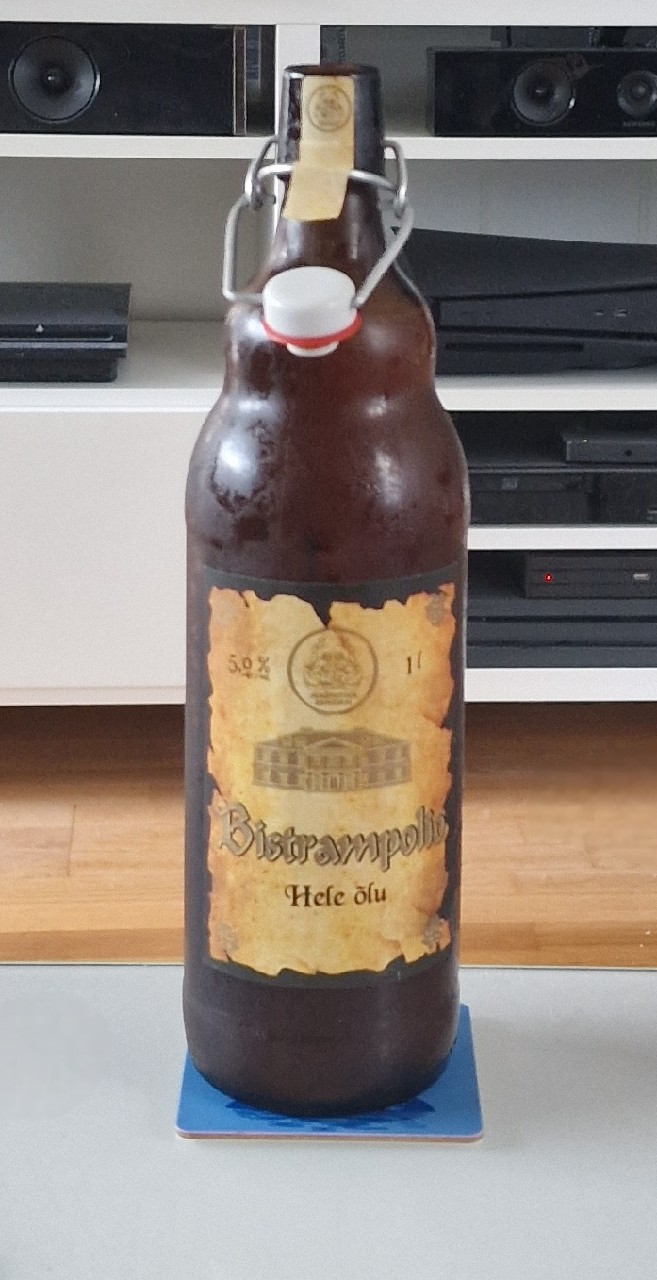 5,0 %
1 l
Bistrampolis
Hele õlu